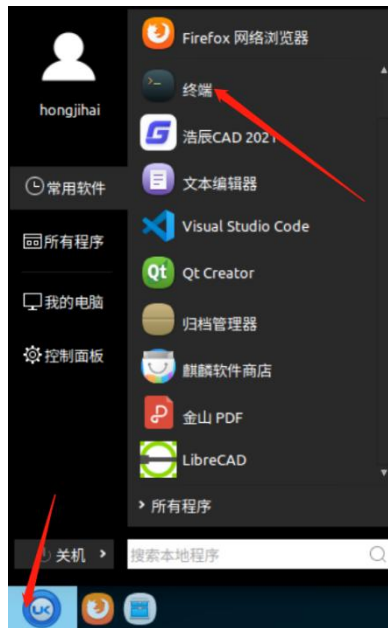 hongjihai
常用软件
所有程序
我的电脑
控制面板
关机
Firefox 网络浏览器
>_
终端
浩辰CAD 2021
文本编辑器
Visual Studio Code
Qt
Qt Creator
归档管理器
麒麟软件商店
金山 PDF
LibreCAD
所有程序
搜索本地程序
UK